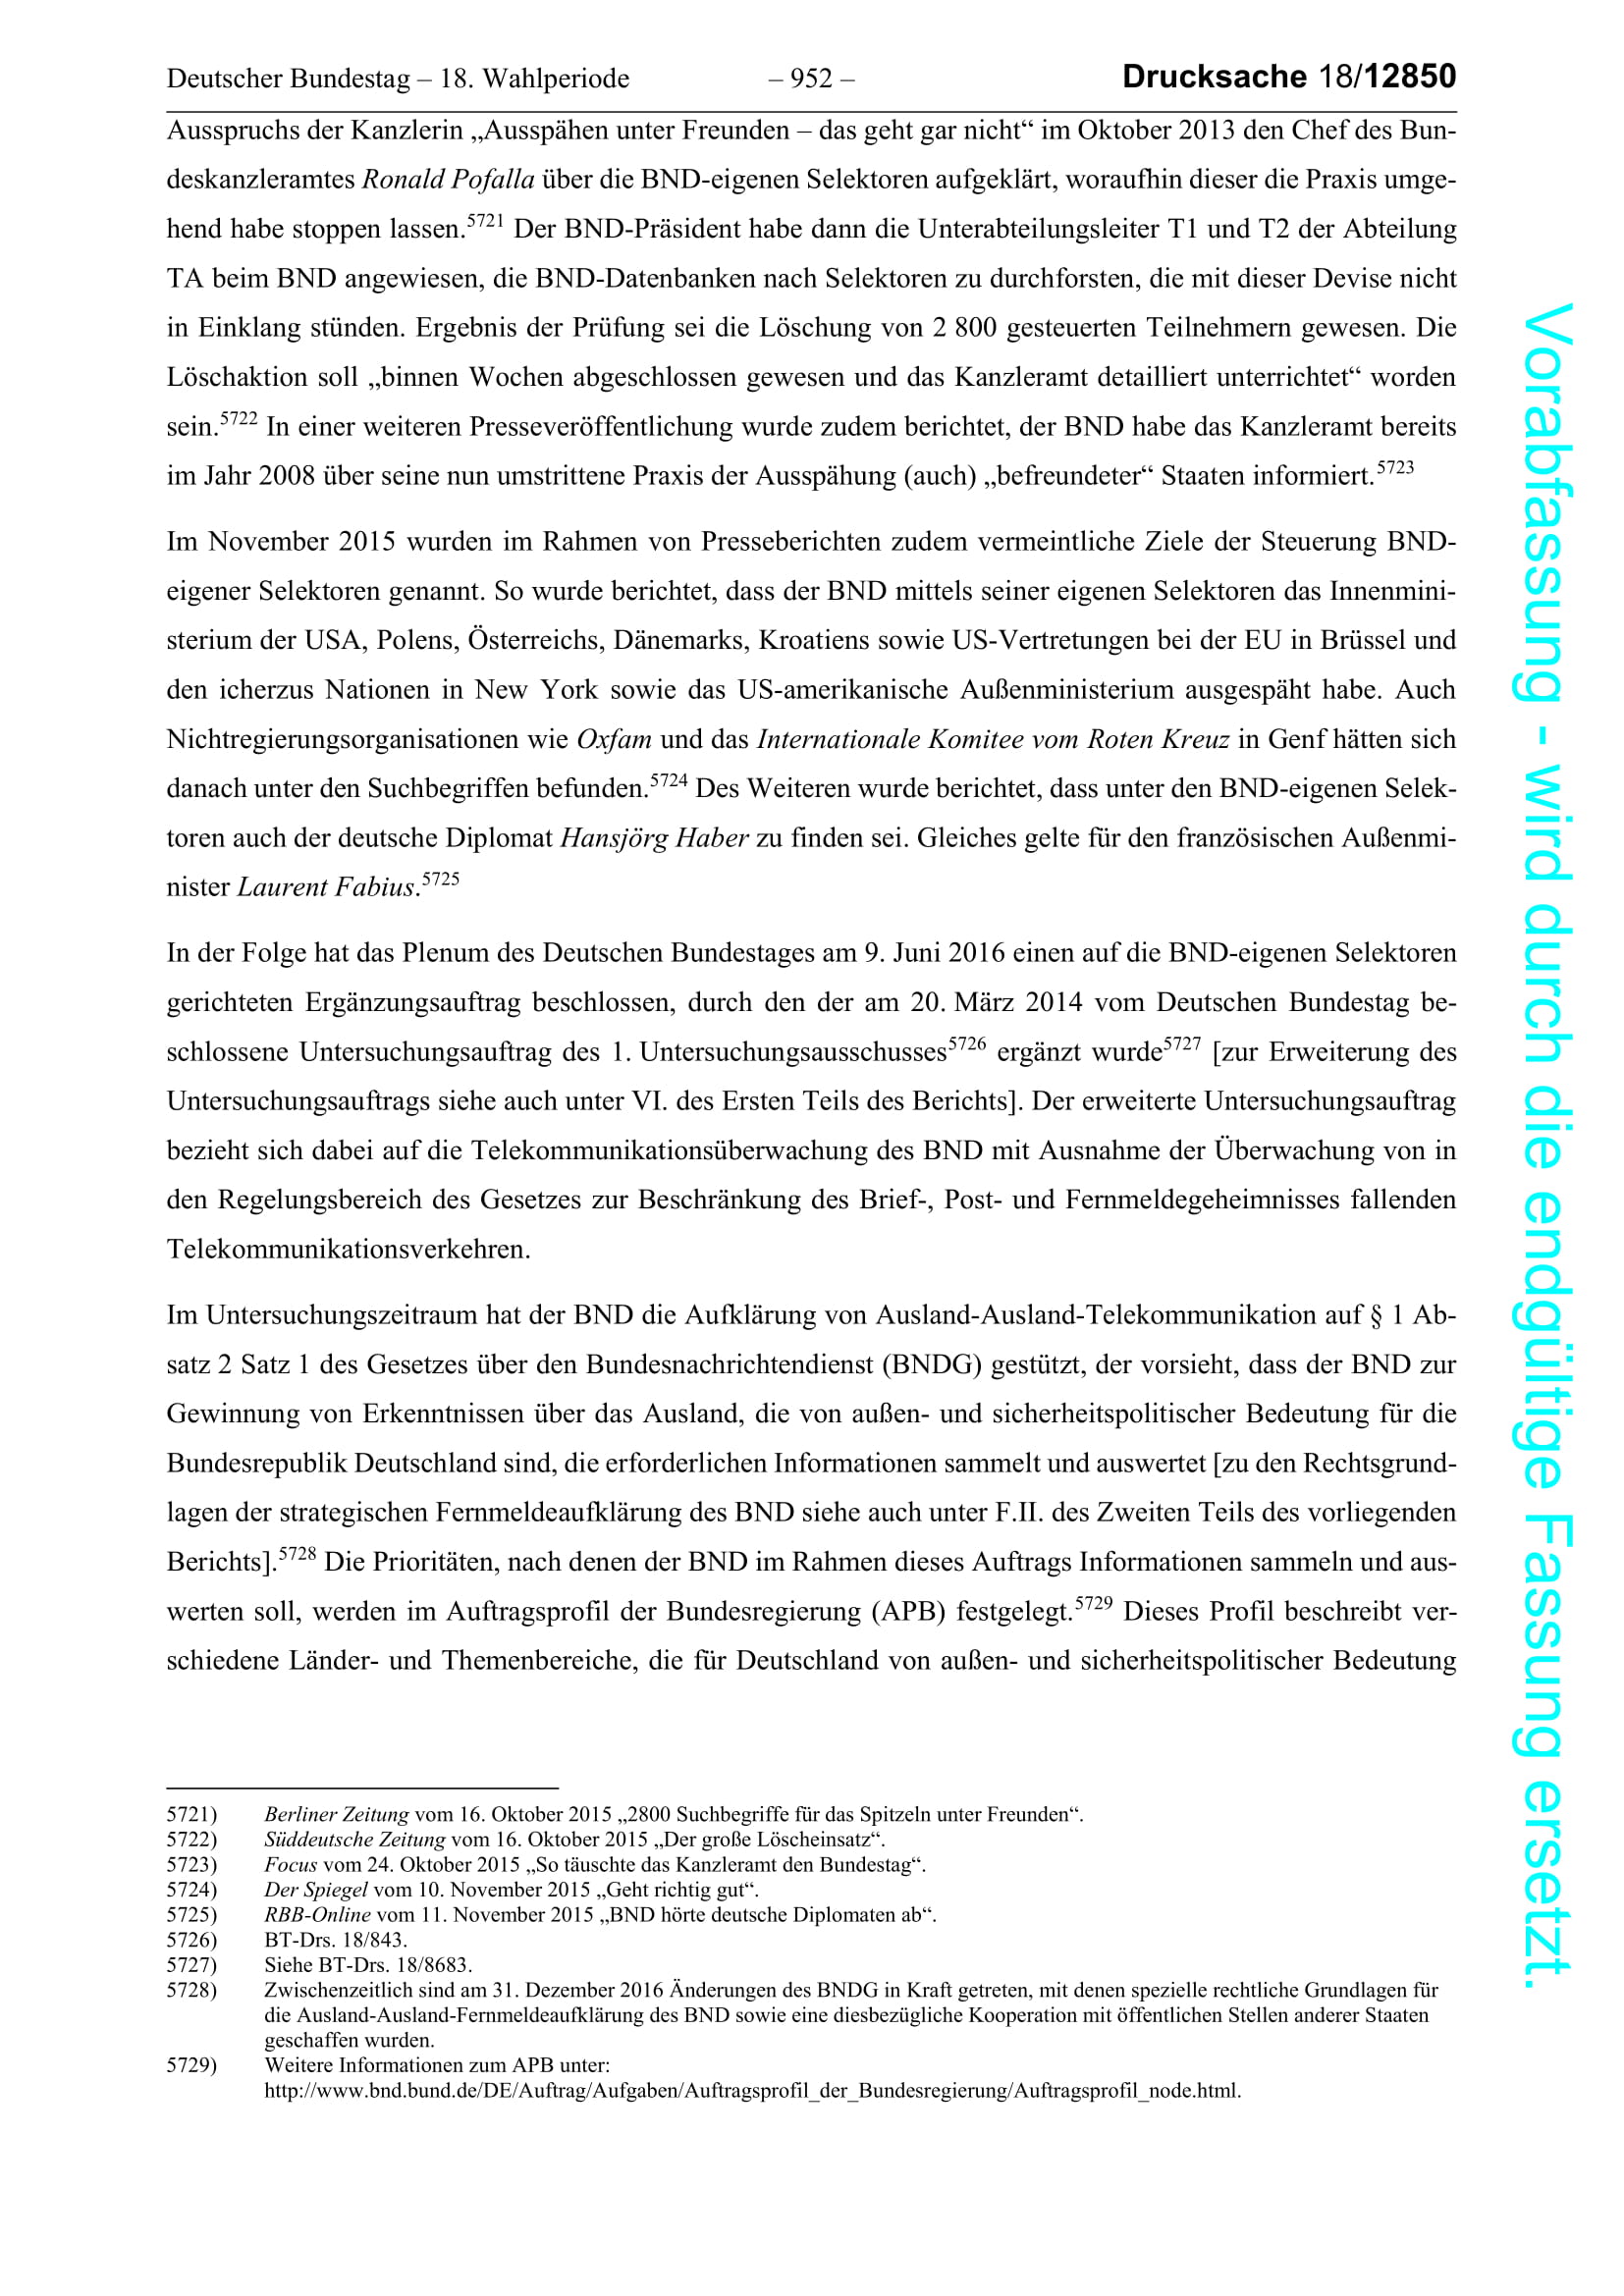 Deutscher Bundestag – 18. Wahlperiode – 952 – Drucksache 18/12850
Ausspruchs der Kanzlerin „Ausspähen unter Freunden – das geht gar nicht“ im Oktober 2013 den Chef des Bun-
deskanzleramtes Ronald Pofalla über die BND-eigenen Selektoren aufgeklärt, woraufhin dieser die Praxis umge-
hend habe stoppen lassen.5721 Der BND-Präsident habe dann die Unterabteilungsleiter T1 und T2 der Abteilung
TA beim BND angewiesen, die BND-Datenbanken nach Selektoren zu durchforsten, die mit dieser Devise nicht
in Einklang stünden. Ergebnis der Prüfung sei die Löschung von 2 800 gesteuerten Teilnehmern gewesen. Die
Löschaktion soll „binnen Wochen abgeschlossen gewesen und das Kanzleramt detailliert unterrichtet“ worden
sein.5722 In einer weiteren Presseveröffentlichung wurde zudem berichtet, der BND habe das Kanzleramt bereits
im Jahr 2008 über seine nun umstrittene Praxis der Ausspähung (auch) „befreundeter“ Staaten informiert.5723
Im November 2015 wurden im Rahmen von Presseberichten zudem vermeintliche Ziele der Steuerung BND-
eigener Selektoren genannt. So wurde berichtet, dass der BND mittels seiner eigenen Selektoren das Innenmini-
sterium der USA, Polens, Österreichs, Dänemarks, Kroatiens sowie US-Vertretungen bei der EU in Brüssel und
den icherzus Nationen in New York sowie das US-amerikanische Außenministerium ausgespäht habe. Auch
Nichtregierungsorganisationen wie Oxfam und das Internationale Komitee vom Roten Kreuz in Genf hätten sich
danach unter den Suchbegriffen befunden.5724 Des Weiteren wurde berichtet, dass unter den BND-eigenen Selek-
toren auch der deutsche Diplomat Hansjörg Haber zu finden sei. Gleiches gelte für den französischen Außenmi-
nister Laurent Fabius.5725
In der Folge hat das Plenum des Deutschen Bundestages am 9. Juni 2016 einen auf die BND-eigenen Selektoren
gerichteten Ergänzungsauftrag beschlossen, durch den der am 20. März 2014 vom Deutschen Bundestag be-
schlossene Untersuchungsauftrag des 1. Untersuchungsausschusses5726 ergänzt wurde5727 [zur Erweiterung des
Untersuchungsauftrags siehe auch unter VI. des Ersten Teils des Berichts]. Der erweiterte Untersuchungsauftrag
bezieht sich dabei auf die Telekommunikationsüberwachung des BND mit Ausnahme der Überwachung von in
den Regelungsbereich des Gesetzes zur Beschränkung des Brief-, Post- und Fernmeldegeheimnisses fallenden
Telekommunikationsverkehren.
Im Untersuchungszeitraum hat der BND die Aufklärung von Ausland-Ausland-Telekommunikation auf § 1 Ab-
satz 2 Satz 1 des Gesetzes über den Bundesnachrichtendienst (BNDG) gestützt, der vorsieht, dass der BND zur
Gewinnung von Erkenntnissen über das Ausland, die von außen- und sicherheitspolitischer Bedeutung für die
Bundesrepublik Deutschland sind, die erforderlichen Informationen sammelt und auswertet [zu den Rechtsgrund-
lagen der strategischen Fernmeldeaufklärung des BND siehe auch unter F.II. des Zweiten Teils des vorliegenden
Berichts].5728 Die Prioritäten, nach denen der BND im Rahmen dieses Auftrags Informationen sammeln und aus-
werten soll, werden im Auftragsprofil der Bundesregierung (APB) festgelegt.5729 Dieses Profil beschreibt ver-
schiedene Länder- und Themenbereiche, die für Deutschland von außen- und sicherheitspolitischer Bedeutung
5721) Berliner Zeitung vom 16. Oktober 2015 „2800 Suchbegriffe für das Spitzeln unter Freunden“.
5722) Süddeutsche Zeitung vom 16. Oktober 2015 „Der große Löscheinsatz“.
5723) Focus vom 24. Oktober 2015 „So täuschte das Kanzleramt den Bundestag“.
5724) Der Spiegel vom 10. November 2015 „Geht richtig gut“.
5725) RBB-Online vom 11. November 2015 „BND hörte deutsche Diplomaten ab“.
5726) BT-Drs. 18/843.
5727) Siehe BT-Drs. 18/8683.
5728) Zwischenzeitlich sind am 31. Dezember 2016 Änderungen des BNDG in Kraft getreten, mit denen spezielle rechtliche Grundlagen für
die Ausland-Ausland-Fernmeldeaufklärung des BND sowie eine diesbezügliche Kooperation mit öffentlichen Stellen anderer Staaten
geschaffen wurden.
5729) Weitere Informationen zum APB unter:
http://www.bnd.bund.de/DE/Auftrag/Aufgaben/Auftragsprofil_der_Bundesregierung/Auftragsprofil_node.html.
Vorabfassung - wird durch die endgültige Fassung ersetzt.